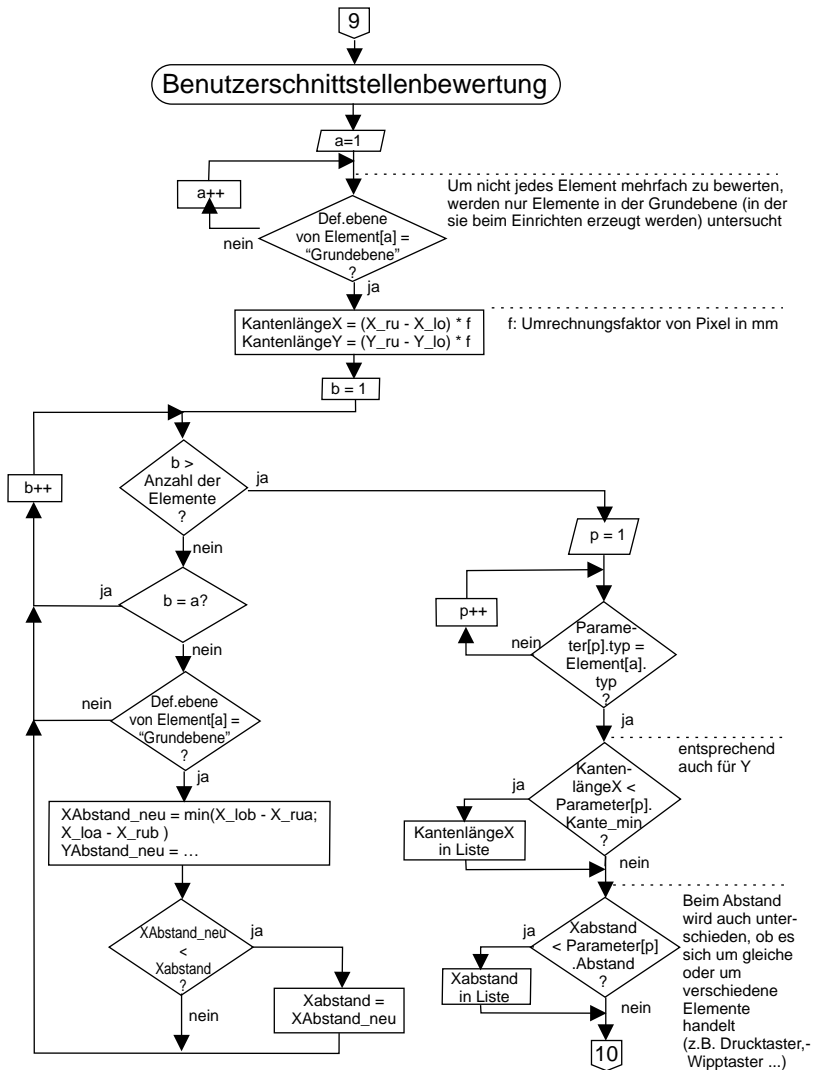 9
Benutzerschnittstellenbewertung
a=1
a++
Um nicht jedes Element mehrfach zu bewerten,
werden nur Elemente in der Grundebene (in der
sie beim Einrichten erzeugt werden) untersucht
Def.ebene
von Element[a] =
“Grundebene”
?
nein
ja
KantenlängeX = (X_ru - X_lo) * f
KantenlängeY = (Y_ru - Y_lo) * f
f: Umrechnungsfaktor von Pixel in mm
b = 1
b >
Anzahl der
Elemente
?
ja
nein
b++
b = a?
ja
nein
Def.ebene
von Element[a] =
“Grundebene”
?
nein
ja
XAbstand_neu = min(X_lob - X_rua;
X_loa - X_rub )
YAbstand_neu = …
XAbstand_neu
<
Xabstand
?
ja
nein
Xabstand =
XAbstand_neu
p = 1
p++
Parame-
ter[p].typ =
Element[a].
typ
?
nein
ja
entsprechend
auch für Y
Kanten-
längeX <
Parameter[p].
Kante_min
?
ja
nein
KantenlängeX
in Liste
Beim Abstand
wird auch unter-
schieden, ob es
sich um gleiche
oder um
verschiedene
Elemente
handelt
(z.B. Drucktaster,-
Wipptaster ...)
Xabstand
< Parameter[p]
.Abstand
?
ja
nein
Xabstand
in Liste
10